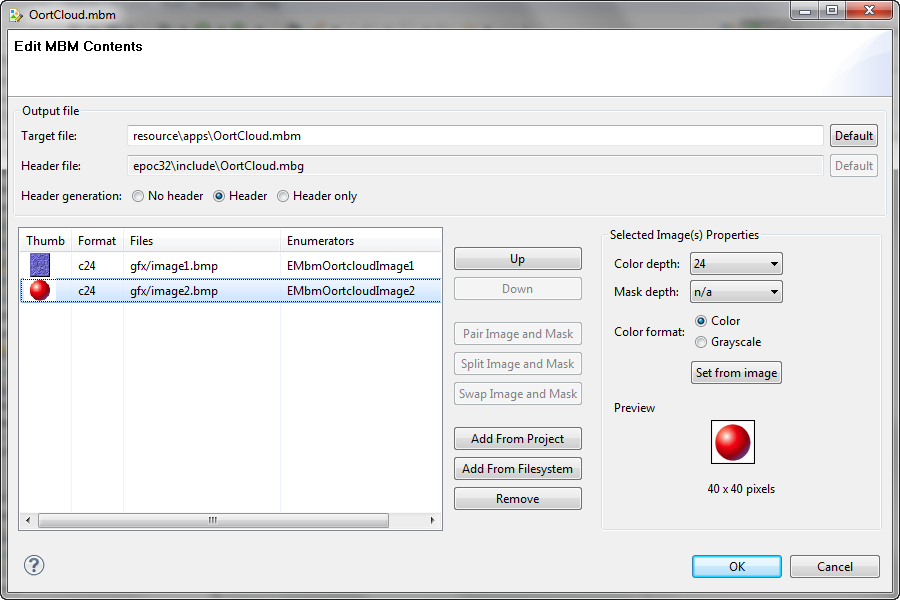 OortCloud.mbm
Edit MBM Contents
Output file
Target file: resource\apps\OortCloud.mbm Default
Header file: epoc32\include\OortCloud.mbg Default
Header generation: No header Header Header only
Thumb Format Files Enumerators
c24 gfx/image1.bmp EMbmOortcloudImage1
c24 gfx/image2.bmp EMbmOortcloudImage2
Up
Down
Pair Image and Mask
Split Image and Mask
Swap Image and Mask
Add From Project
Add From Filesystem
Remove
Selected Image(s) Properties
Color depth: 24
Mask depth: n/a
Color format: Color
Grayscale
Set from image
Preview
40 x 40 pixels
?
OK Cancel